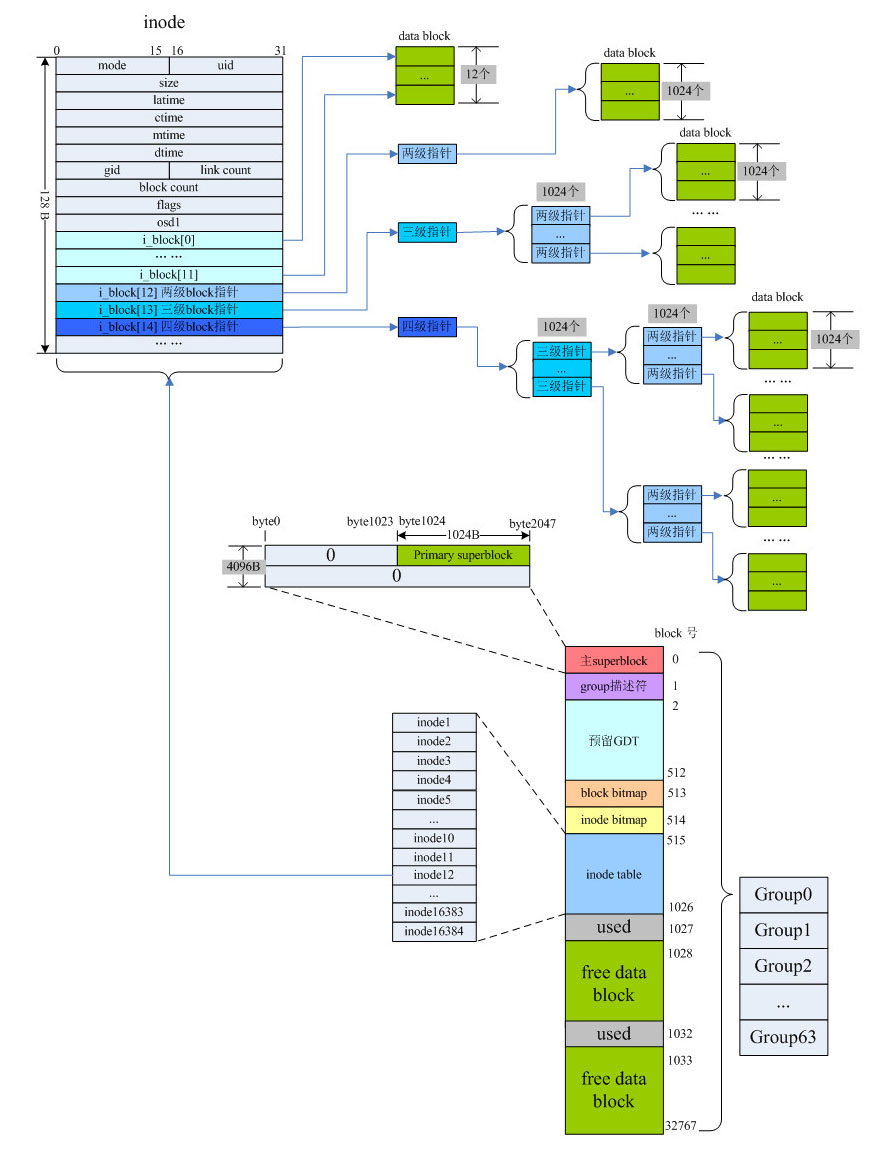 inode
0 15 16 31
mode uid
size
latime
ctime
mtime
dtime
gid link count
block count
flags
osd1
i_block[0]
... ...
i_block[11]
i_block[12] 两级block指针
i_block[13] 三级block指针
i_block[14] 四级block指针
... ...
128 B
data block
...
12个
两级指针
data block
...
1024个
三级指针
1024个
两级指针
...
两级指针
data block
...
1024个
... ...
...
四级指针
1024个
三级指针
...
三级指针
1024个
两级指针
...
两级指针
data block
...
1024个
... ...
...
... ...
两级指针
...
两级指针
...
... ...
...
byte0 byte1023 byte1024 byte2047
1024B
4096B
0 Primary superblock
0
block 号
主superblock 0
group描述符 1
2
预留GDT
512
block bitmap 513
inode bitmap 514
515
inode table
1026
used 1027
1028
free data
block
used 1032
1033
free data
block
32767
inode1
inode2
inode3
inode4
inode5
...
inode10
inode11
inode12
...
inode16383
inode16384
Group0
Group1
Group2
...
Group63